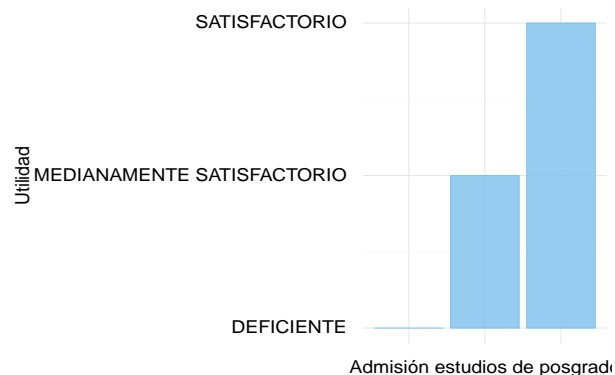 SATISFACTORIO
MEDIANAMENTE SATISFACTORIO
DEFICIENTE
Utilidad
Admisión estudios de posgrado